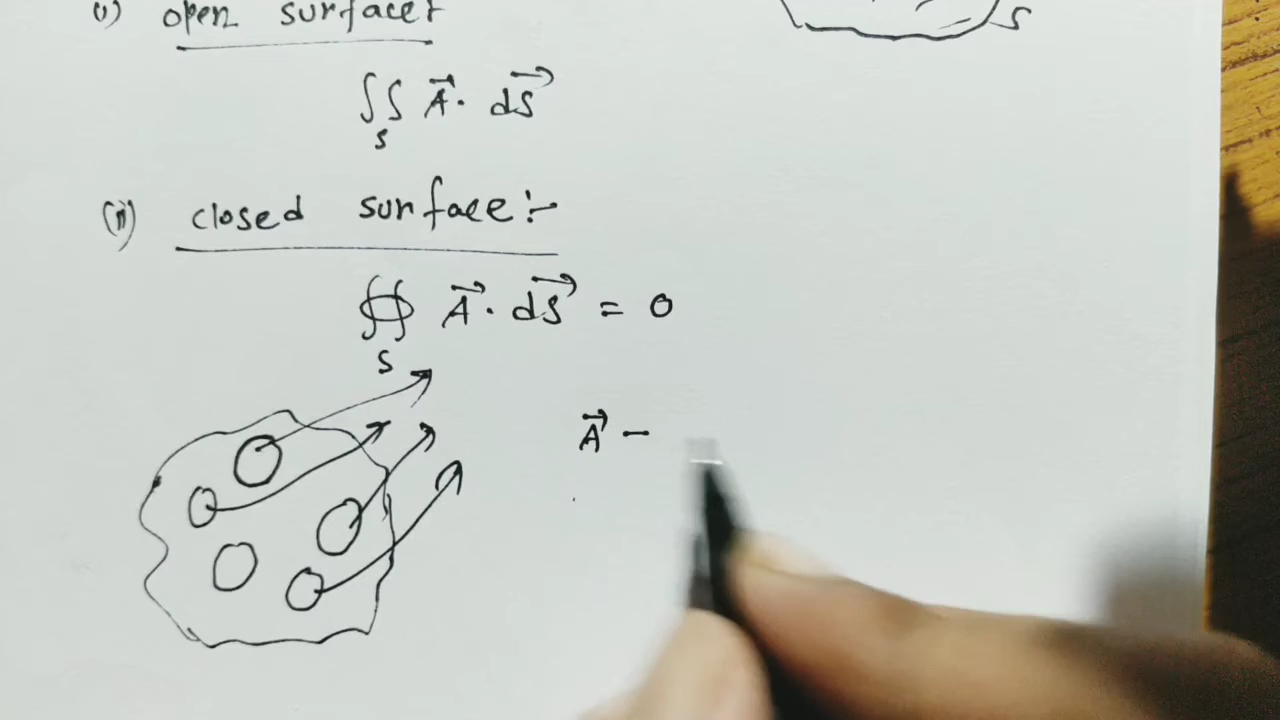 (i) open surface:
S
∬ₛ A⃗ · dS⃗
(ii) closed surface :-
∯ₛ A⃗ · dS⃗ = 0
A⃗ –